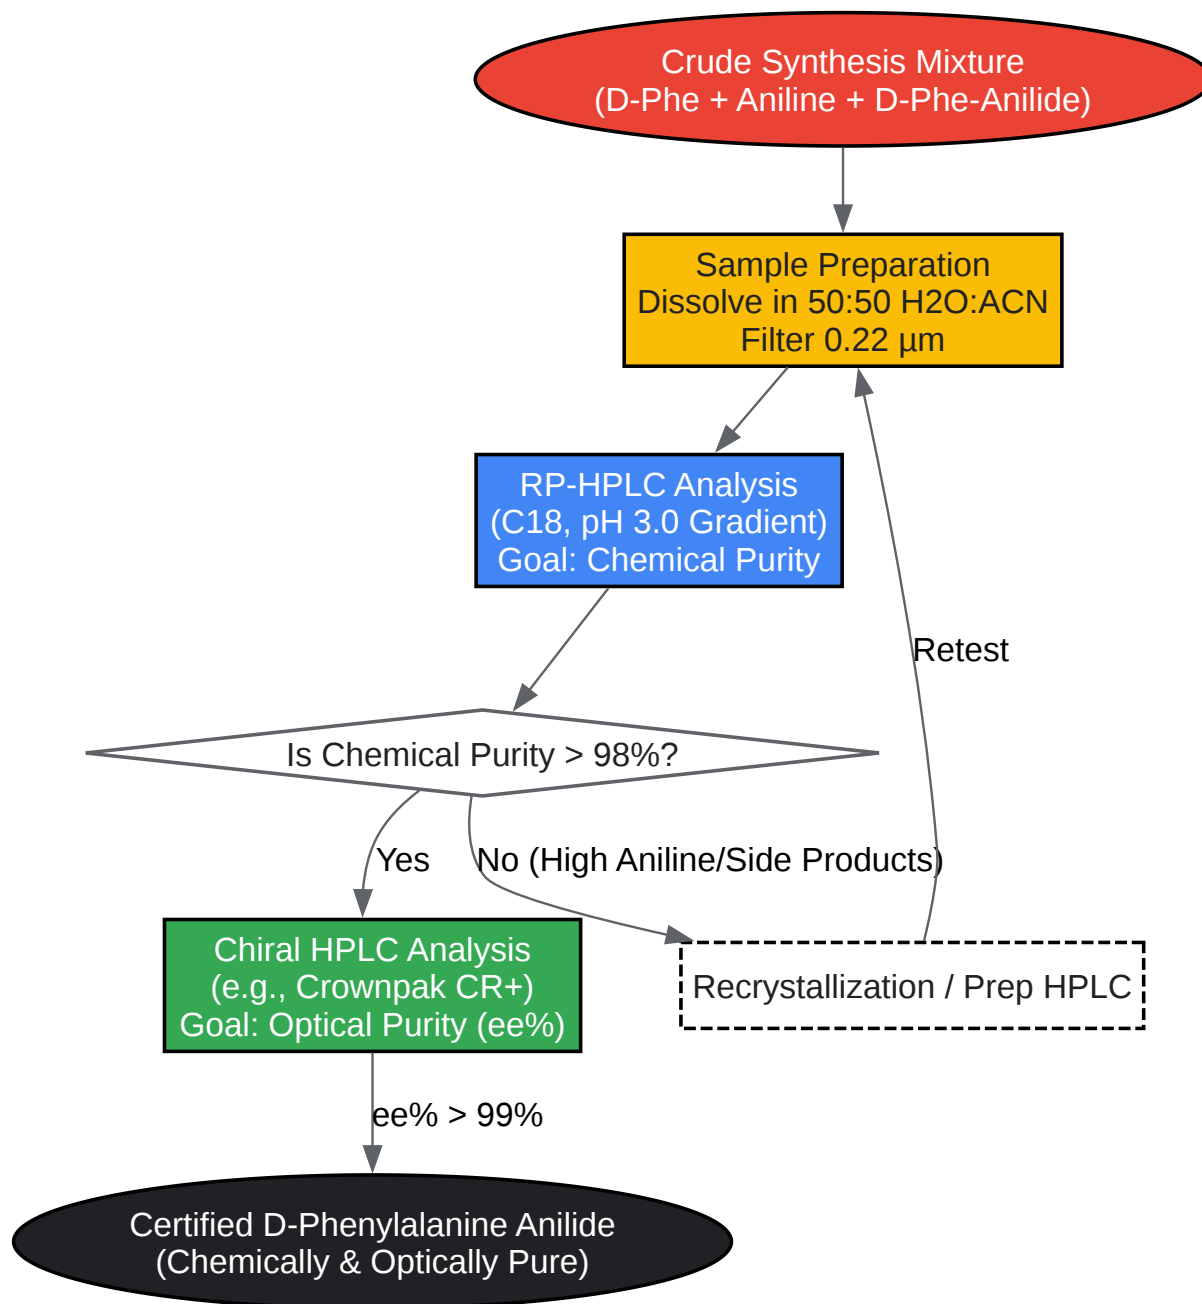 Crude Synthesis Mixture
(D-Phe + Aniline + D-Phe-Anilide)
Sample Preparation
Dissolve in 50:50 H2O:ACN
Filter 0.22 µm
RP-HPLC Analysis
(C18, pH 3.0 Gradient)
Goal: Chemical Purity
Retest
Is Chemical Purity > 98%?
Yes
No (High Aniline/Side Products)
Chiral HPLC Analysis
(e.g., Crownpak CR+)
Goal: Optical Purity (ee%)
Recrystallization / Prep HPLC
ee% > 99%
Certified D-Phenylalanine Anilide
(Chemically & Optically Pure)